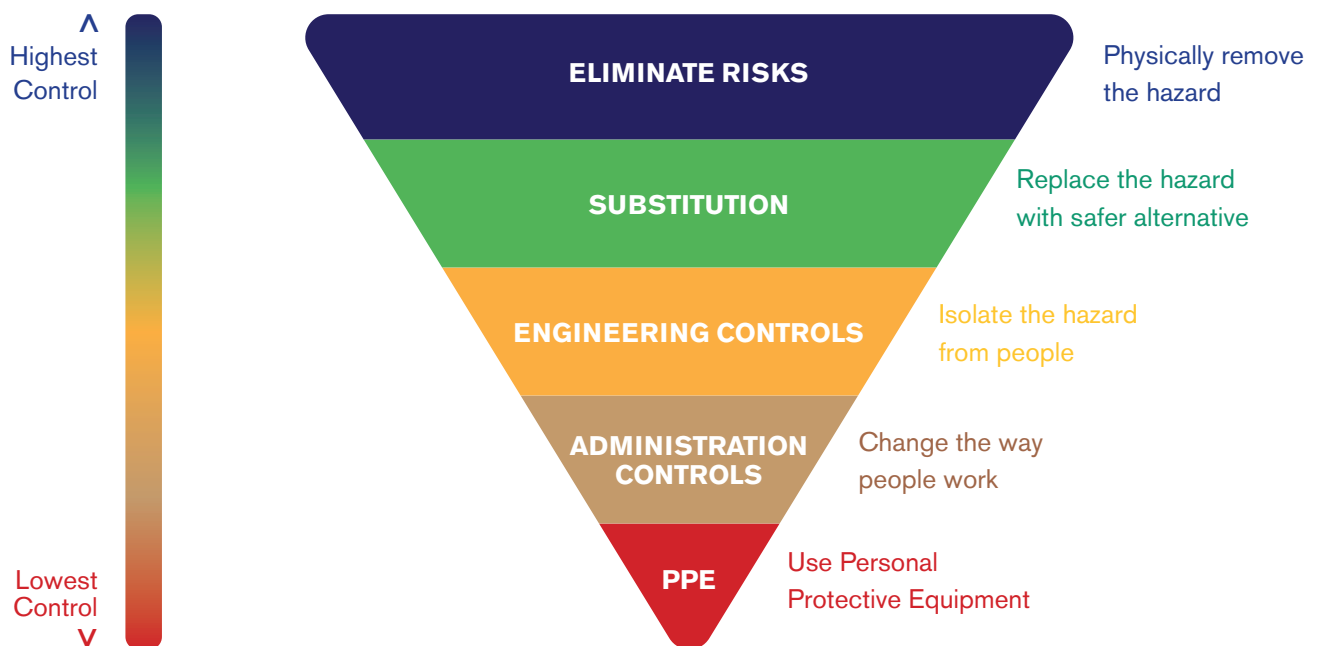 Highest
Control
ELIMINATE RISKS
Physically remove
the hazard
SUBSTITUTION
Replace the hazard
with safer alternative
ENGINEERING CONTROLS
Isolate the hazard
from people
ADMINISTRATION
CONTROLS
Change the way
people work
PPE
Use Personal
Protective Equipment
Lowest
Control